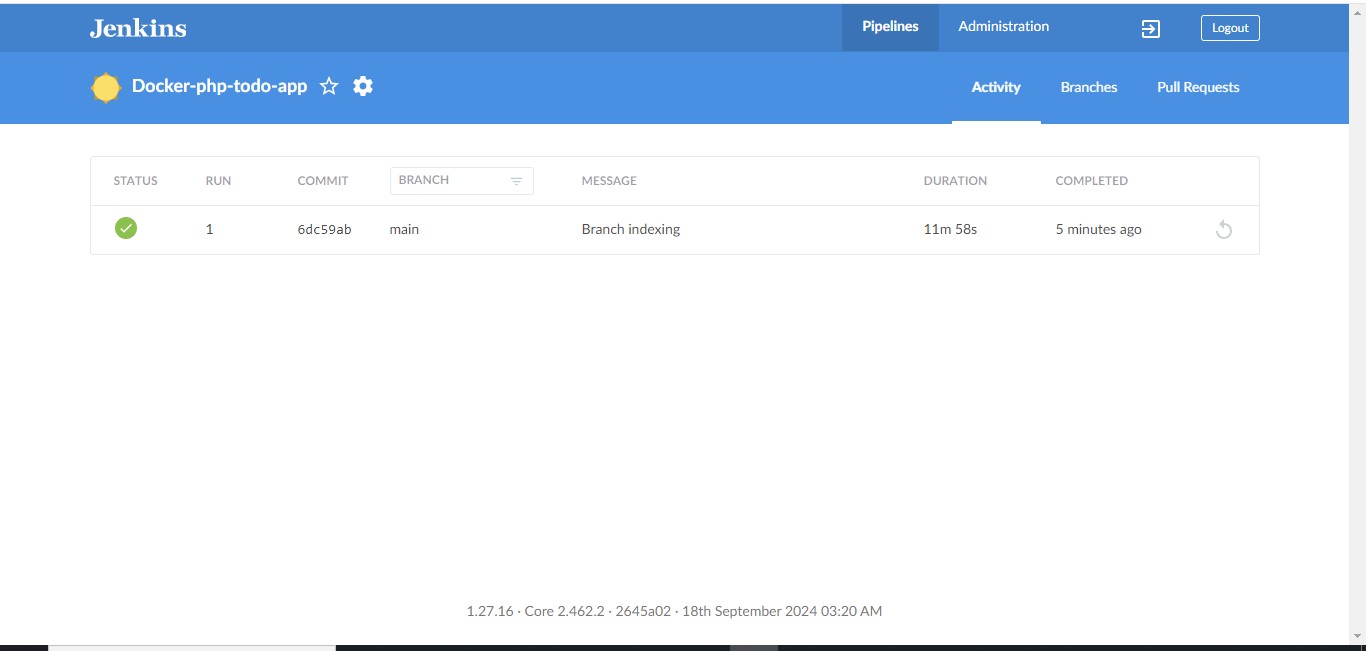 Jenkins Pipelines Administration Logout
Docker-php-todo-app Activity Branches Pull Requests
STATUS RUN COMMIT BRANCH MESSAGE DURATION COMPLETED
1 6dc59ab main Branch indexing 11m 58s 5 minutes ago
1.27.16 · Core 2.462.2 · 2645a02 · 18th September 2024 03:20 AM